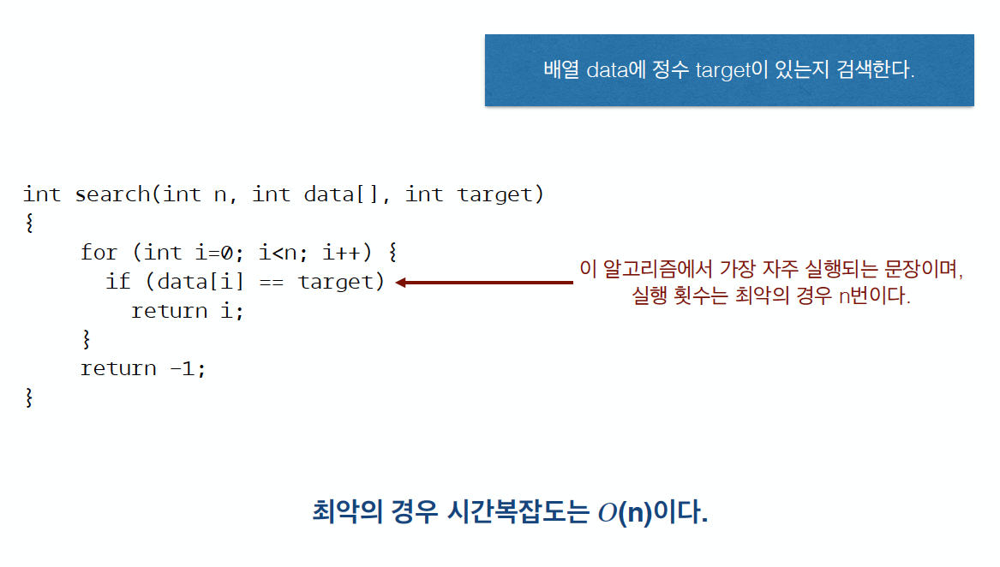 배열 data에 정수 target이 있는지 검색한다.
int search(int n, int data[], int target)
{
for (int i=0; i<n; i++) {
if (data[i] == target)
이 알고리즘에서 가장 자주 실행되는 문장이며,
실행 횟수는 최악의 경우 n번이다.
return i;
}
return -1;
}
최악의 경우 시간복잡도는 O(n)이다.